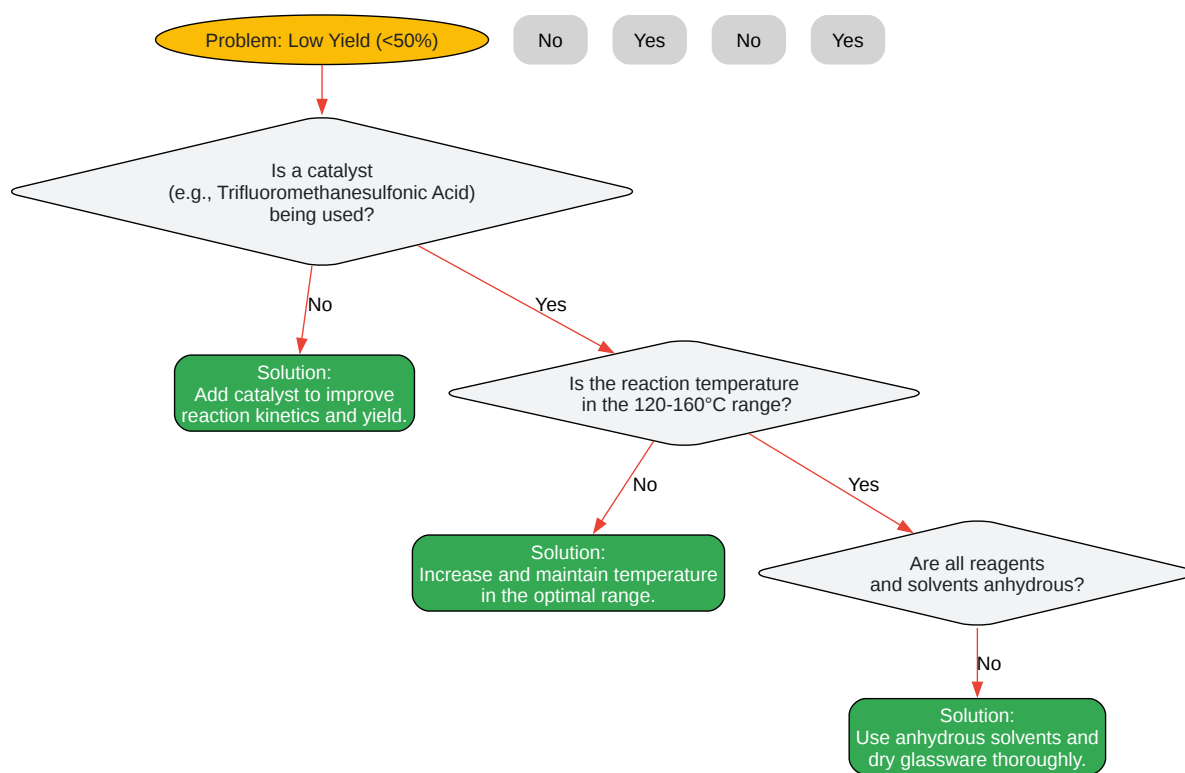 Problem: Low Yield (<50%)
No
Yes
No
Yes
Is a catalyst
(e.g., Trifluoromethanesulfonic Acid)
being used?
No
Yes
Solution:
Add catalyst to improve
reaction kinetics and yield.
Is the reaction temperature
in the 120-160°C range?
No
Yes
Solution:
Increase and maintain temperature
in the optimal range.
Are all reagents
and solvents anhydrous?
No
Solution:
Use anhydrous solvents and
dry glassware thoroughly.